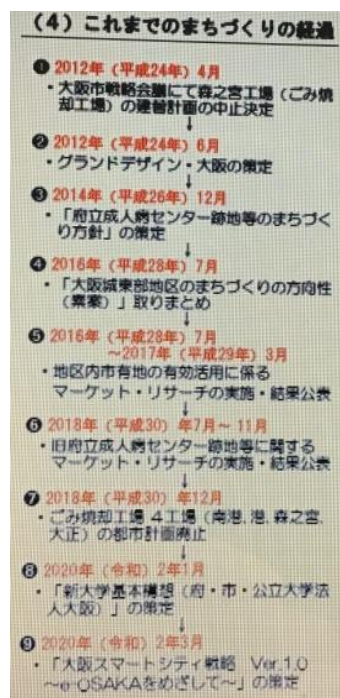 (4) これまでのまちづくりの経過
❶ 2012年(平成24年)4月
・大阪市戦略会議にて森之宮工場(ごみ焼
却工場)の建替計画の中止決定
↓
❷ 2012年(平成24年)6月
・グランドデザイン・大阪の策定
↓
❸ 2014年(平成26年)12月
・「府立成人病センター跡地等のまちづく
り方針」の策定
↓
❹ 2016年(平成28年)7月
・「大阪城東部地区のまちづくりの方向性
(素案)」取りまとめ
↓
❺ 2016年(平成28年)7月
~2017年(平成29年)3月
・地区内市有地の有効活用に係る
マーケット・リサーチの実施・結果公表
↓
❻ 2018年(平成30)年7月~11月
・旧府立成人病センター跡地等に関する
マーケット・リサーチの実施・結果公表
↓
❼ 2018年(平成30)年12月
・ごみ焼却工場 4工場(南港、港、森之宮、
大正)の都市計画廃止
↓
❽ 2020年(令和)2年1月
・「新大学基本構想(府・市・公立大学法
人大阪)」の策定
↓
❾ 2020年(令和)2年3月
・「大阪スマートシティ戦略 Ver.1.0
~e-OSAKAをめざして~」の策定